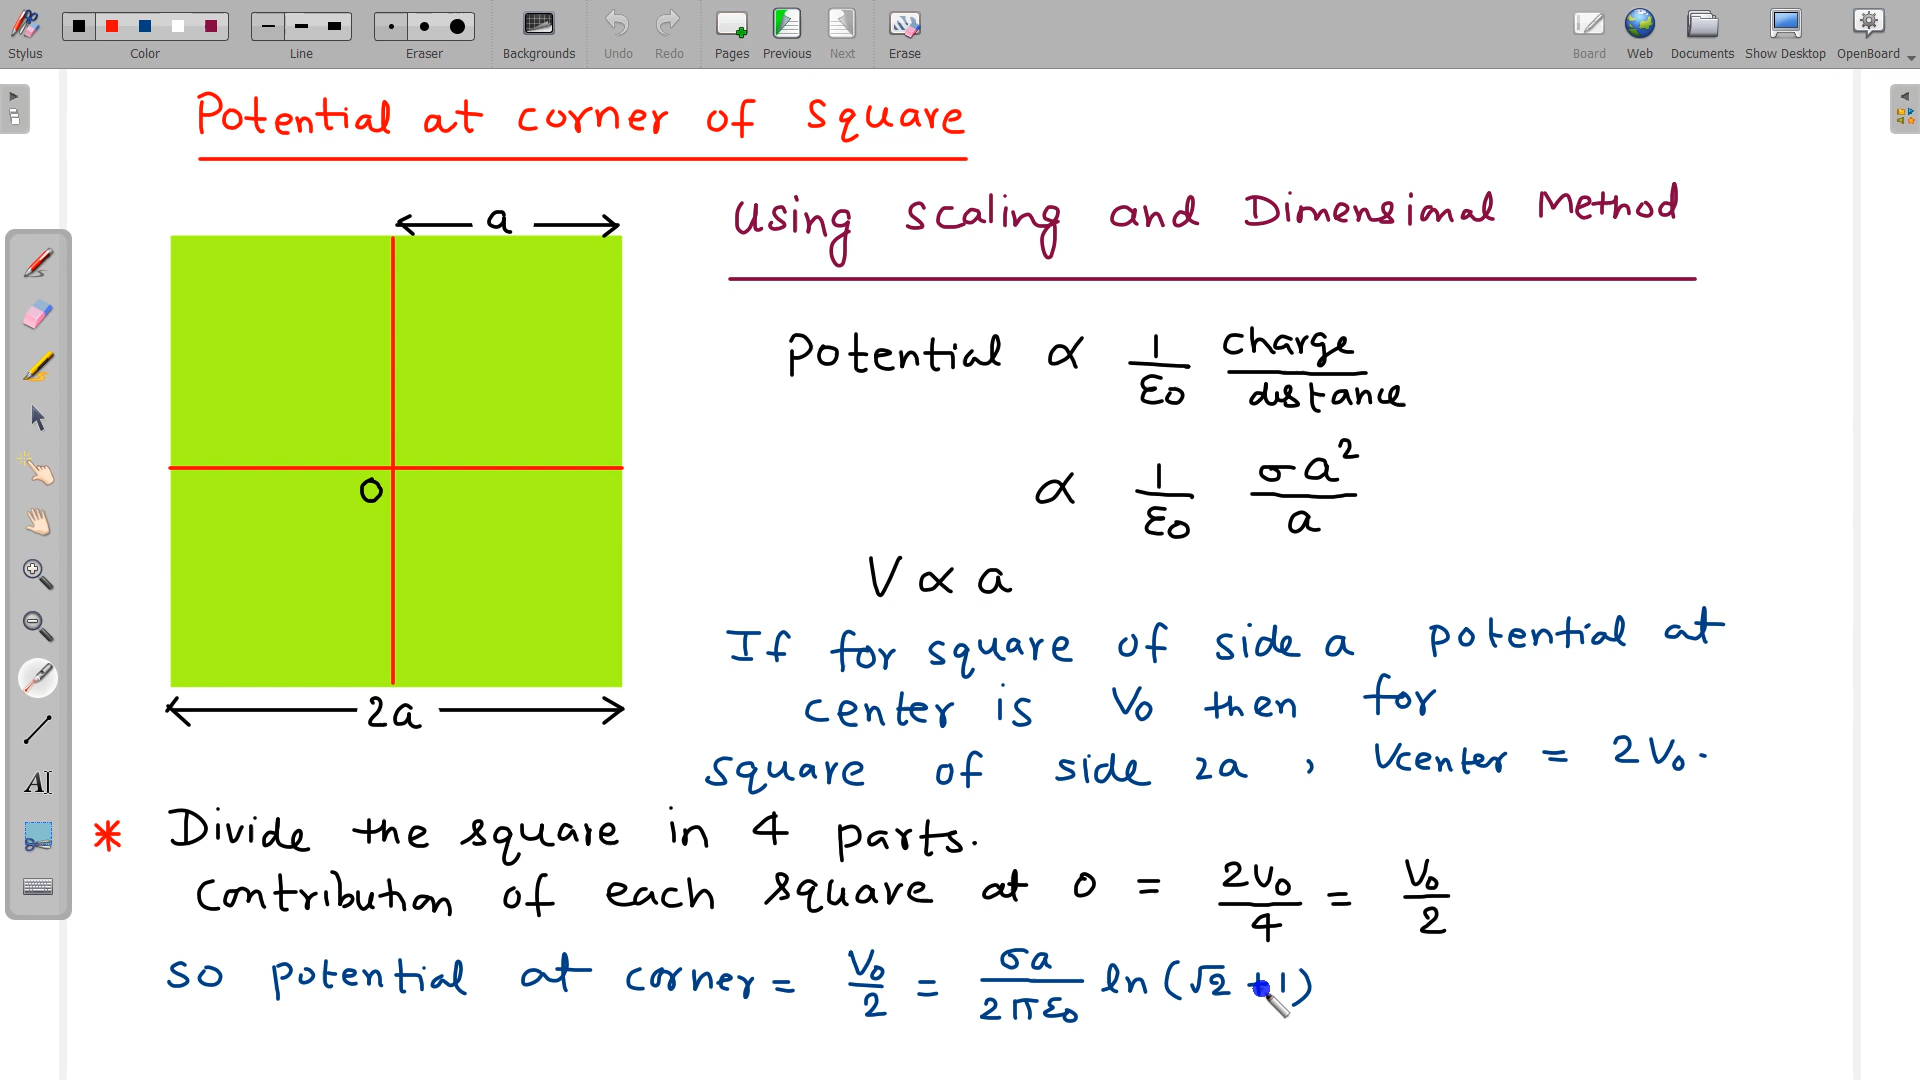 Stylus Color Line Eraser Backgrounds Undo Redo Pages Previous Next Erase Board Web Documents Show Desktop OpenBoard
Potential at corner of square
a
Using scaling and Dimensional Method
Potential ∝ 1/ε0 charge/distance
∝ 1/ε0 σa²/a
O
V ∝ a
2a
If for square of side a potential at
center is V0 then for
square of side 2a, Vcenter = 2V0.
* Divide the square in 4 parts.
Contribution of each square at O = 2V0/4 = V0/2
So potential at corner = V0/2 = σa/2πε0 ln(√2+1)
AI